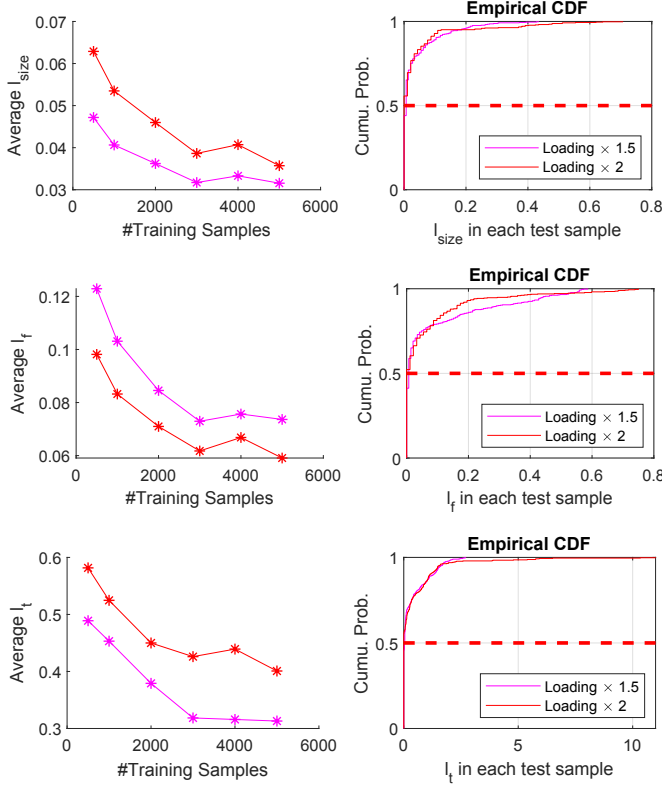 Average I_size
0.07
0.06
0.05
0.04
0.03
0
2000
4000
6000
#Training Samples
Empirical CDF
Cumu. Prob.
1
0.5
0
0
0.2
0.4
0.6
0.8
Loading × 1.5
Loading × 2
I_size in each test sample
Average I_f
0.12
0.1
0.08
0.06
0
2000
4000
6000
#Training Samples
Empirical CDF
Cumu. Prob.
1
0.5
0
0
0.2
0.4
0.6
0.8
Loading × 1.5
Loading × 2
I_f in each test sample
Average I_t
0.6
0.5
0.4
0.3
0
2000
4000
6000
#Training Samples
Empirical CDF
Cumu. Prob.
1
0.5
0
0
5
10
Loading × 1.5
Loading × 2
I_t in each test sample